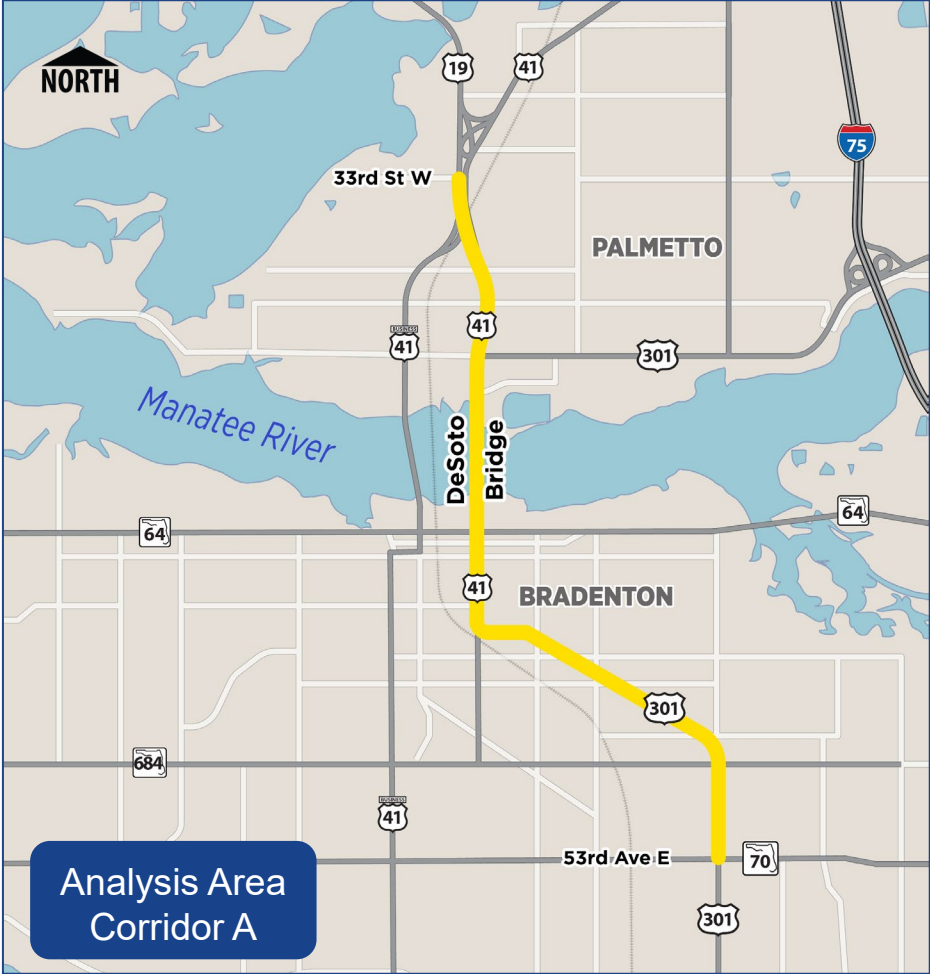 NORTH
19
41
75
33rd St W
PALMETTO
41
BUSINESS
41
301
Manatee River
DeSoto
Bridge
64
64
41
BRADENTON
301
684
BUSINESS
41
53rd Ave E
70
301
Analysis Area
Corridor A